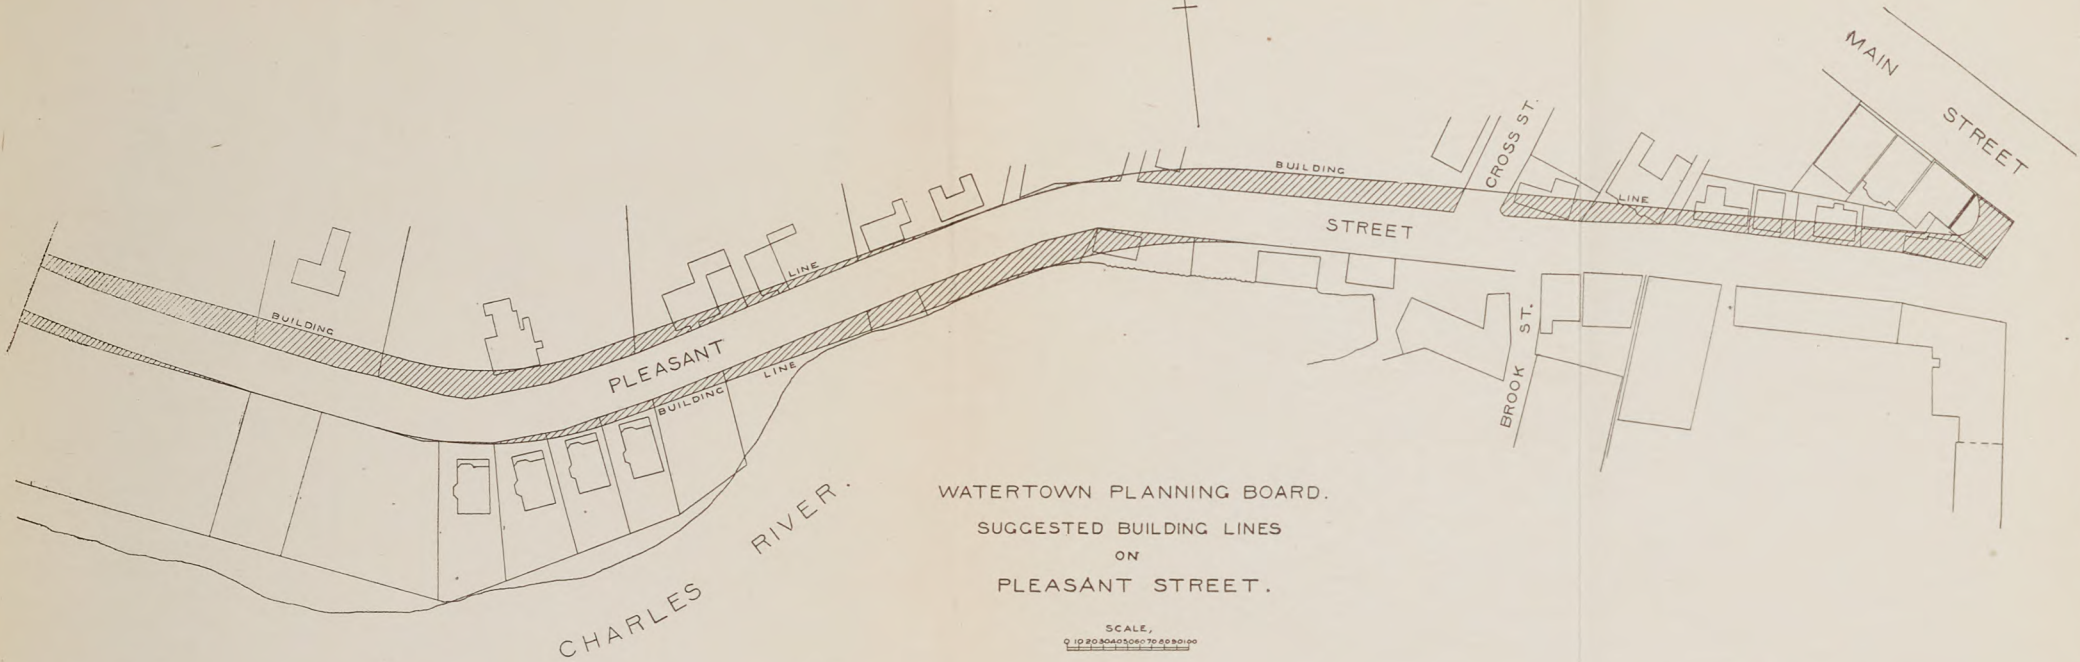 MAIN
STREET
CROSS ST.
BUILDING
LINE
STREET
LINE
BUILDING
PLEASANT
LINE
BUILDING
BROOK ST.
CHARLES RIVER.
WATERTOWN PLANNING BOARD.
SUGGESTED BUILDING LINES
ON
PLEASANT STREET.
SCALE,
0 10 20 30 40 50 60 70 80 90 100